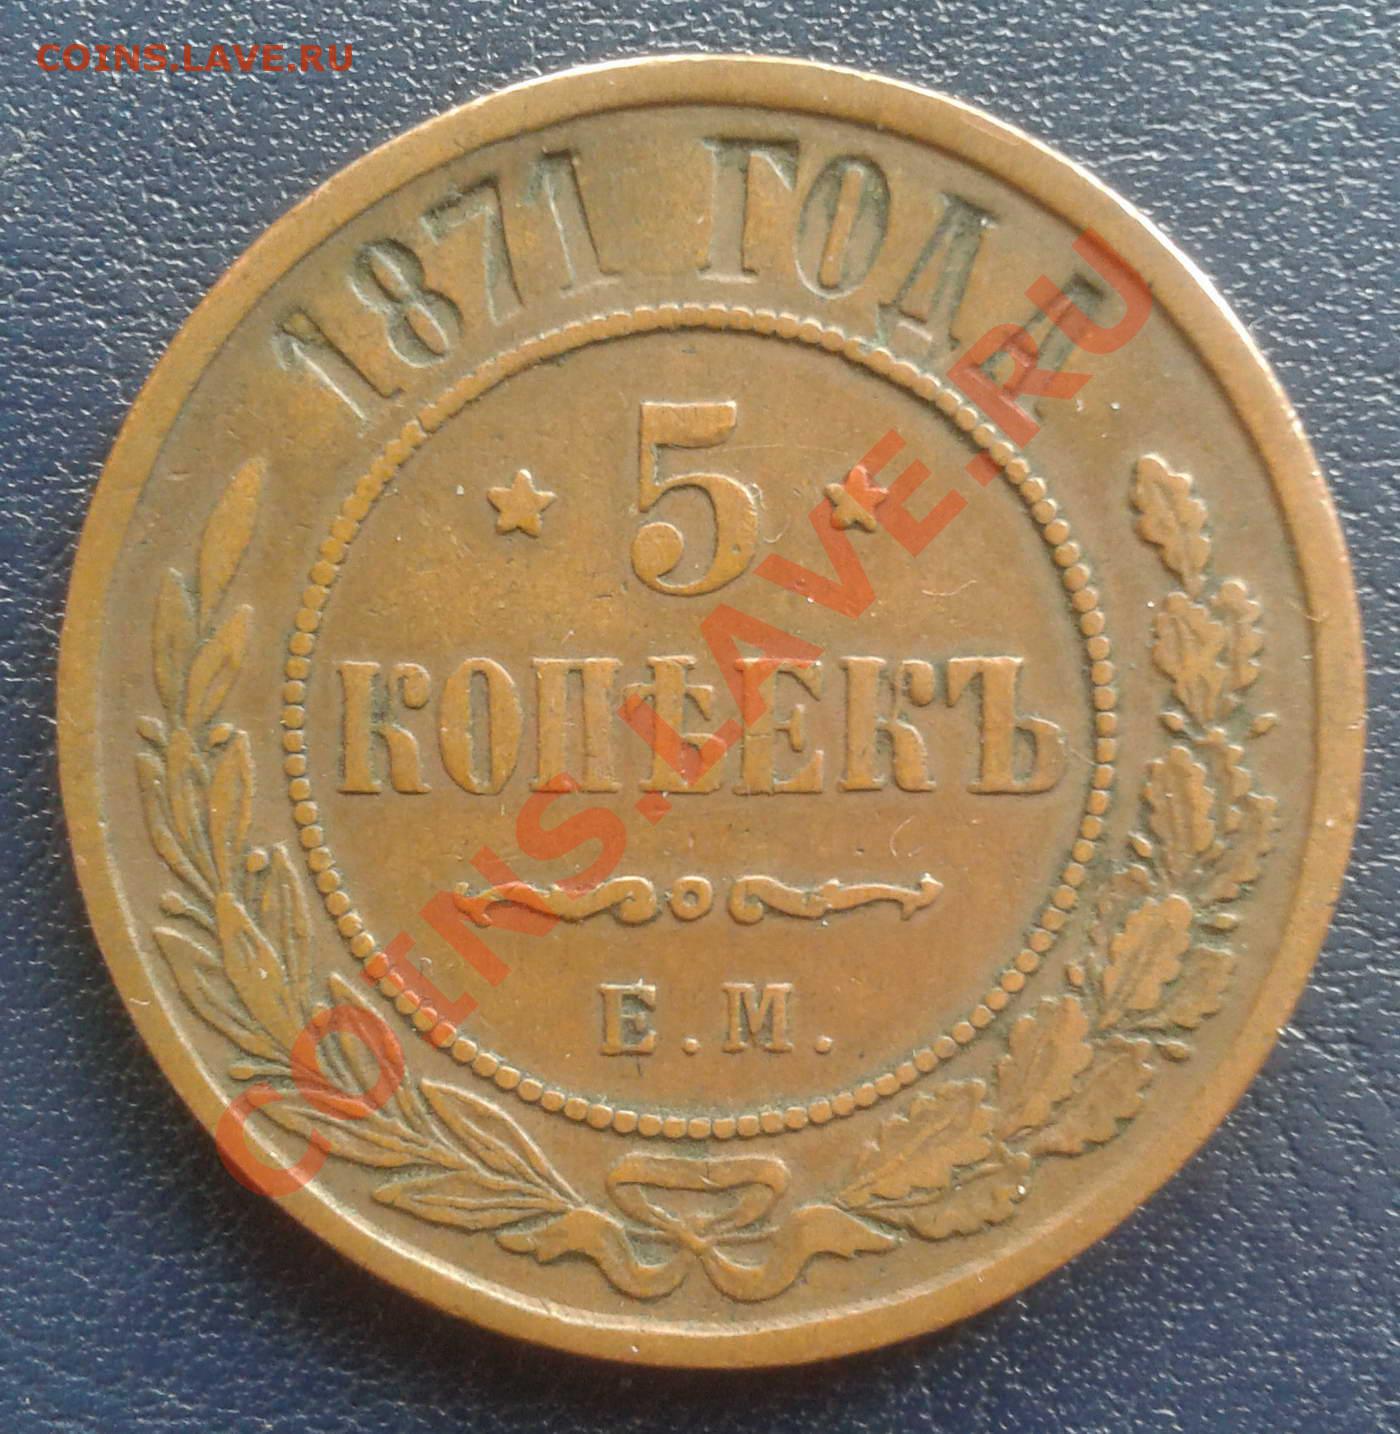 COINS.LAVE.RU
1871 ГОДА
5
КОПѢЕКЪ
Е.М.
COINS.LAVE.RU